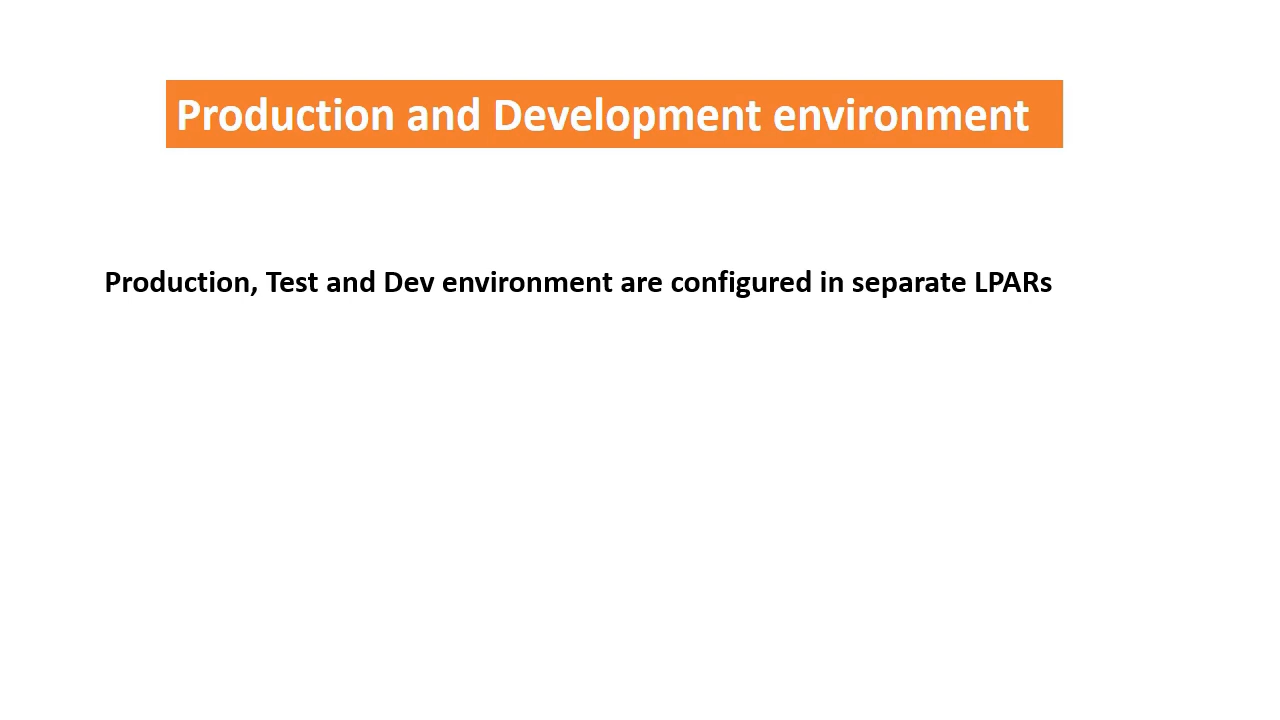 Production and Development environment
Production, Test and Dev environment are configured in separate LPARs